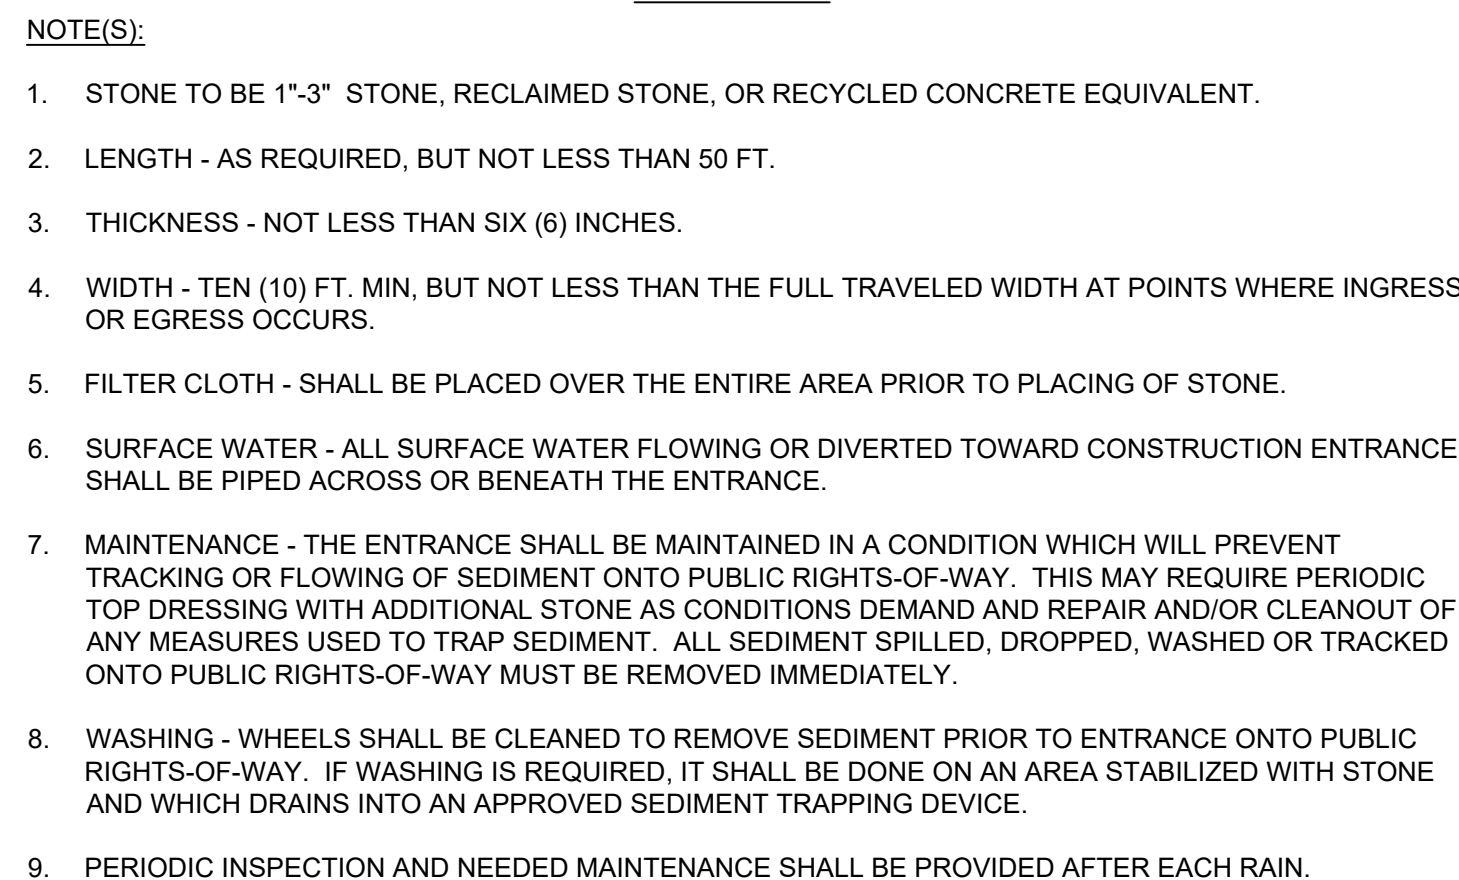 NOTE(S):
1. STONE TO BE 1"-3" STONE, RECLAIMED STONE, OR RECYCLED CONCRETE EQUIVALENT.
2. LENGTH - AS REQUIRED, BUT NOT LESS THAN 50 FT.
3. THICKNESS - NOT LESS THAN SIX (6) INCHES.
4. WIDTH - TEN (10) FT. MIN, BUT NOT LESS THAN THE FULL TRAVELED WIDTH AT POINTS WHERE INGRESS
OR EGRESS OCCURS.
5. FILTER CLOTH - SHALL BE PLACED OVER THE ENTIRE AREA PRIOR TO PLACING OF STONE.
6. SURFACE WATER - ALL SURFACE WATER FLOWING OR DIVERTED TOWARD CONSTRUCTION ENTRANCE
SHALL BE PIPED ACROSS OR BENEATH THE ENTRANCE.
7. MAINTENANCE - THE ENTRANCE SHALL BE MAINTAINED IN A CONDITION WHICH WILL PREVENT
TRACKING OR FLOWING OF SEDIMENT ONTO PUBLIC RIGHTS-OF-WAY. THIS MAY REQUIRE PERIODIC
TOP DRESSING WITH ADDITIONAL STONE AS CONDITIONS DEMAND AND REPAIR AND/OR CLEANOUT OF
ANY MEASURES USED TO TRAP SEDIMENT. ALL SEDIMENT SPILLED, DROPPED, WASHED OR TRACKED
ONTO PUBLIC RIGHTS-OF-WAY MUST BE REMOVED IMMEDIATELY.
8. WASHING - WHEELS SHALL BE CLEANED TO REMOVE SEDIMENT PRIOR TO ENTRANCE ONTO PUBLIC
RIGHTS-OF-WAY. IF WASHING IS REQUIRED, IT SHALL BE DONE ON AN AREA STABILIZED WITH STONE
AND WHICH DRAINS INTO AN APPROVED SEDIMENT TRAPPING DEVICE.
9. PERIODIC INSPECTION AND NEEDED MAINTENANCE SHALL BE PROVIDED AFTER EACH RAIN.